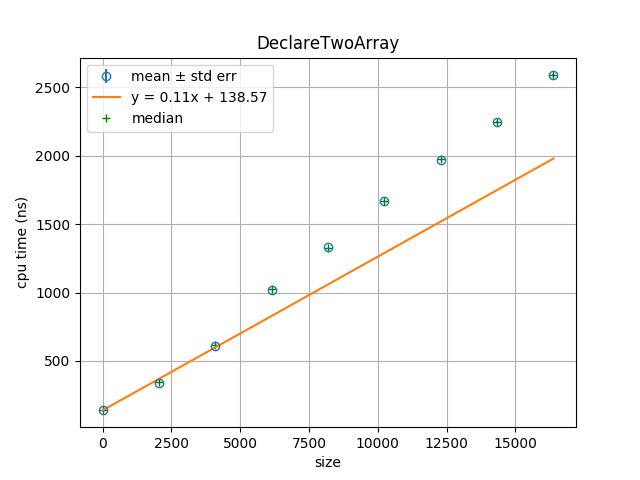 DeclareTwoArray
mean ± std err
y = 0.11x + 138.57
median
cpu time (ns)
2500
2000
1500
1000
500
0
2500
5000
7500
10000
12500
15000
size